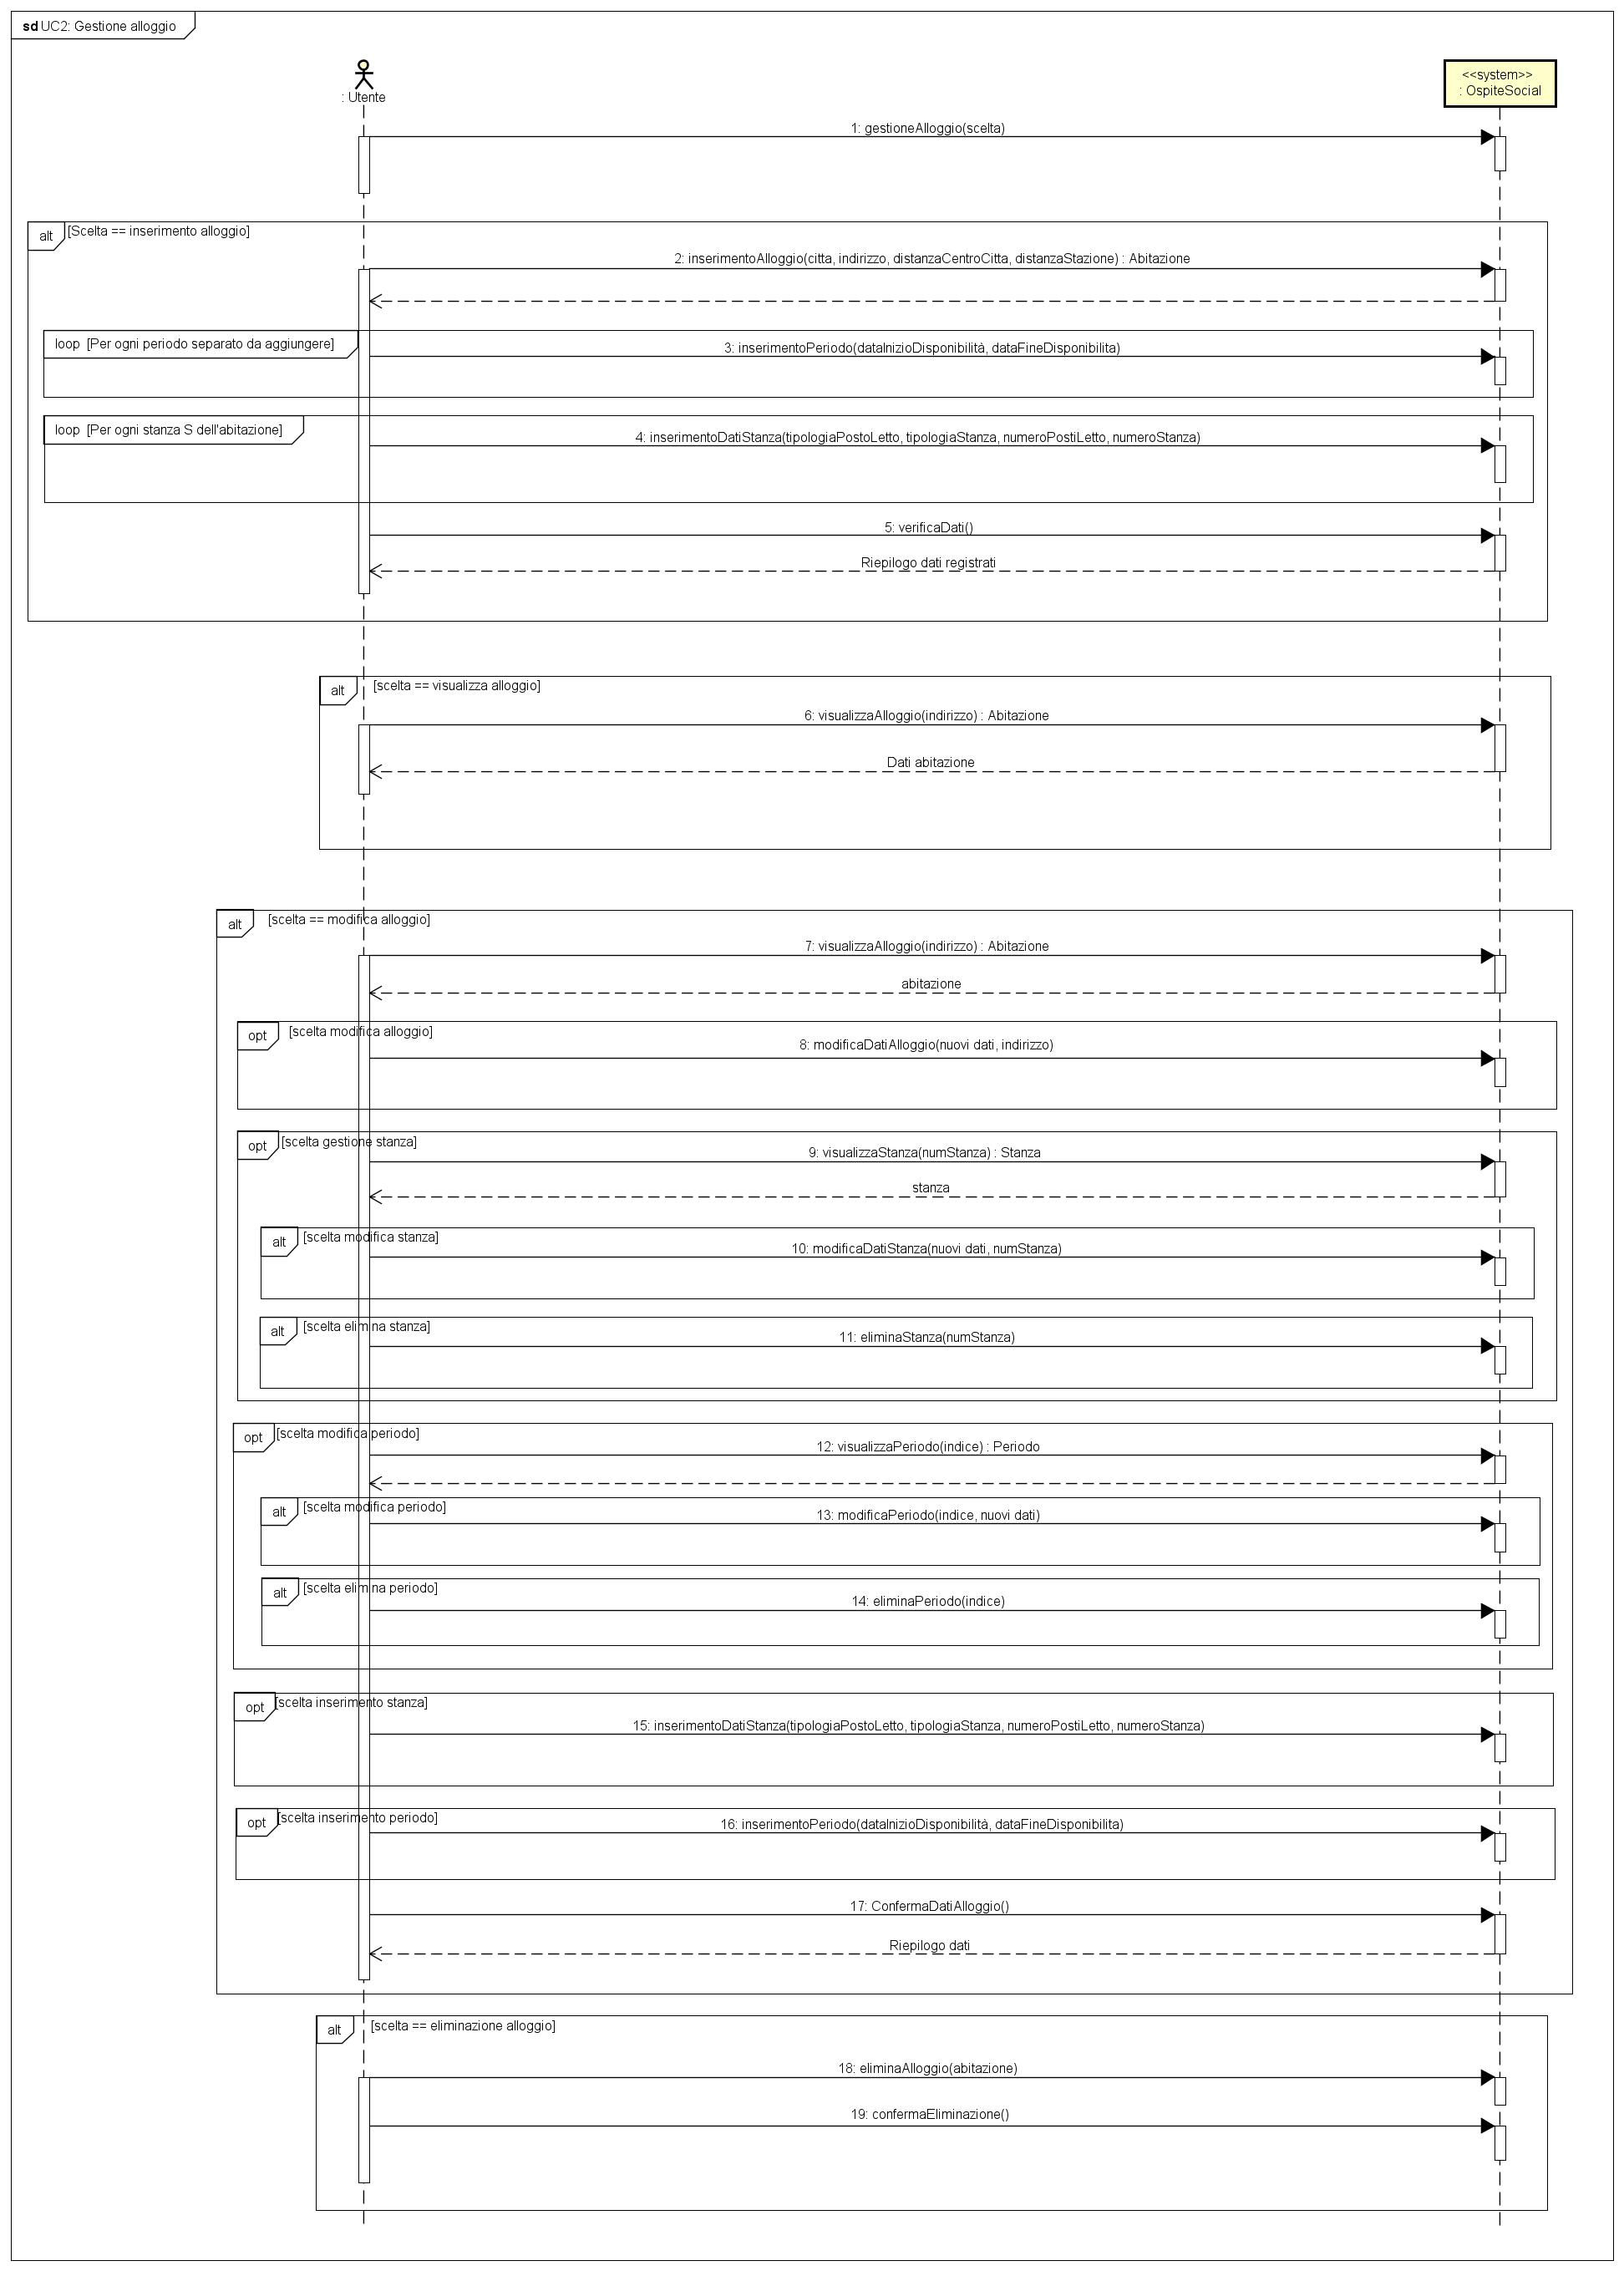 sd UC2: Gestione alloggio
: Utente
<<system>>
: OspiteSocial
1: gestioneAlloggio(scelta)
alt [Scelta == inserimento alloggio]
2: inserimentoAlloggio(citta, indirizzo, distanzaCentroCitta, distanzaStazione) : Abitazione
loop [Per ogni periodo separato da aggiungere]
3: inserimentoPeriodo(dataInizioDisponibilità, dataFineDisponibilita)
loop [Per ogni stanza S dell'abitazione]
4: inserimentoDatiStanza(tipologiaPostoLetto, tipologiaStanza, numeroPostiLetto, numeroStanza)
5: verificaDati()
Riepilogo dati registrati
alt [scelta == visualizza alloggio]
6: visualizzaAlloggio(indirizzo) : Abitazione
Dati abitazione
alt [scelta == modifica alloggio]
7: visualizzaAlloggio(indirizzo) : Abitazione
abitazione
opt [scelta modifica alloggio]
8: modificaDatiAlloggio(nuovi dati, indirizzo)
opt [scelta gestione stanza]
9: visualizzaStanza(numStanza) : Stanza
stanza
alt [scelta modifica stanza]
10: modificaDatiStanza(nuovi dati, numStanza)
alt [scelta elimina stanza]
11: eliminaStanza(numStanza)
opt [scelta modifica periodo]
12: visualizzaPeriodo(indice) : Periodo
alt [scelta modifica periodo]
13: modificaPeriodo(indice, nuovi dati)
alt [scelta elimina periodo]
14: eliminaPeriodo(indice)
opt [scelta inserimento stanza]
15: inserimentoDatiStanza(tipologiaPostoLetto, tipologiaStanza, numeroPostiLetto, numeroStanza)
opt [scelta inserimento periodo]
16: inserimentoPeriodo(dataInizioDisponibilità, dataFineDisponibilita)
17: ConfermaDatiAlloggio()
Riepilogo dati
alt [scelta == eliminazione alloggio]
18: eliminaAlloggio(abitazione)
19: confermaEliminazione()